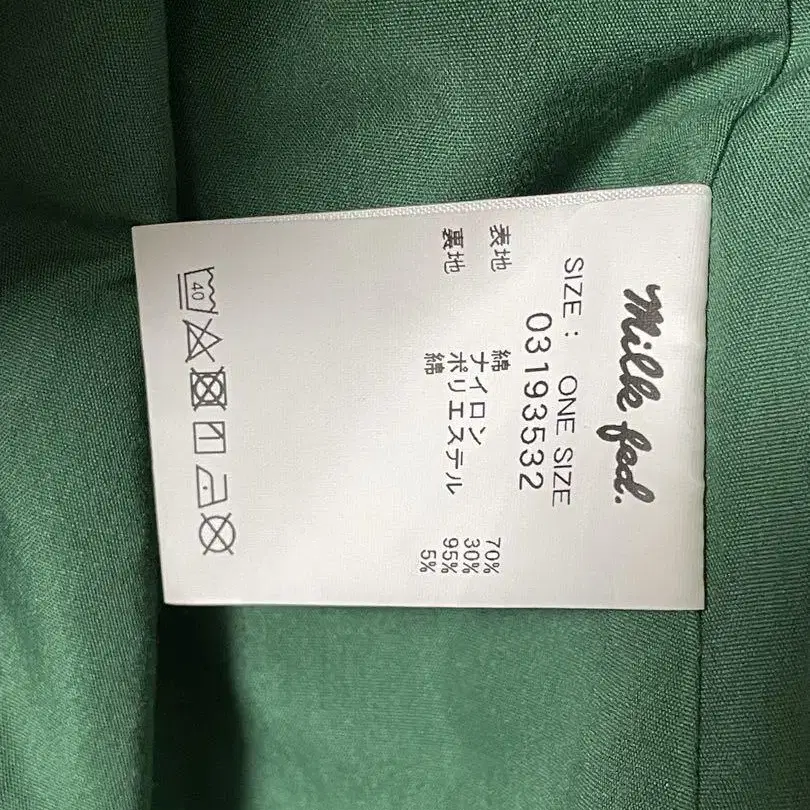 Milk fed.
SIZE : ONE SIZE
03193532
表地 綿 70%
ナイロン 30%
裏地 ポリエステル 95%
綿 5%
40